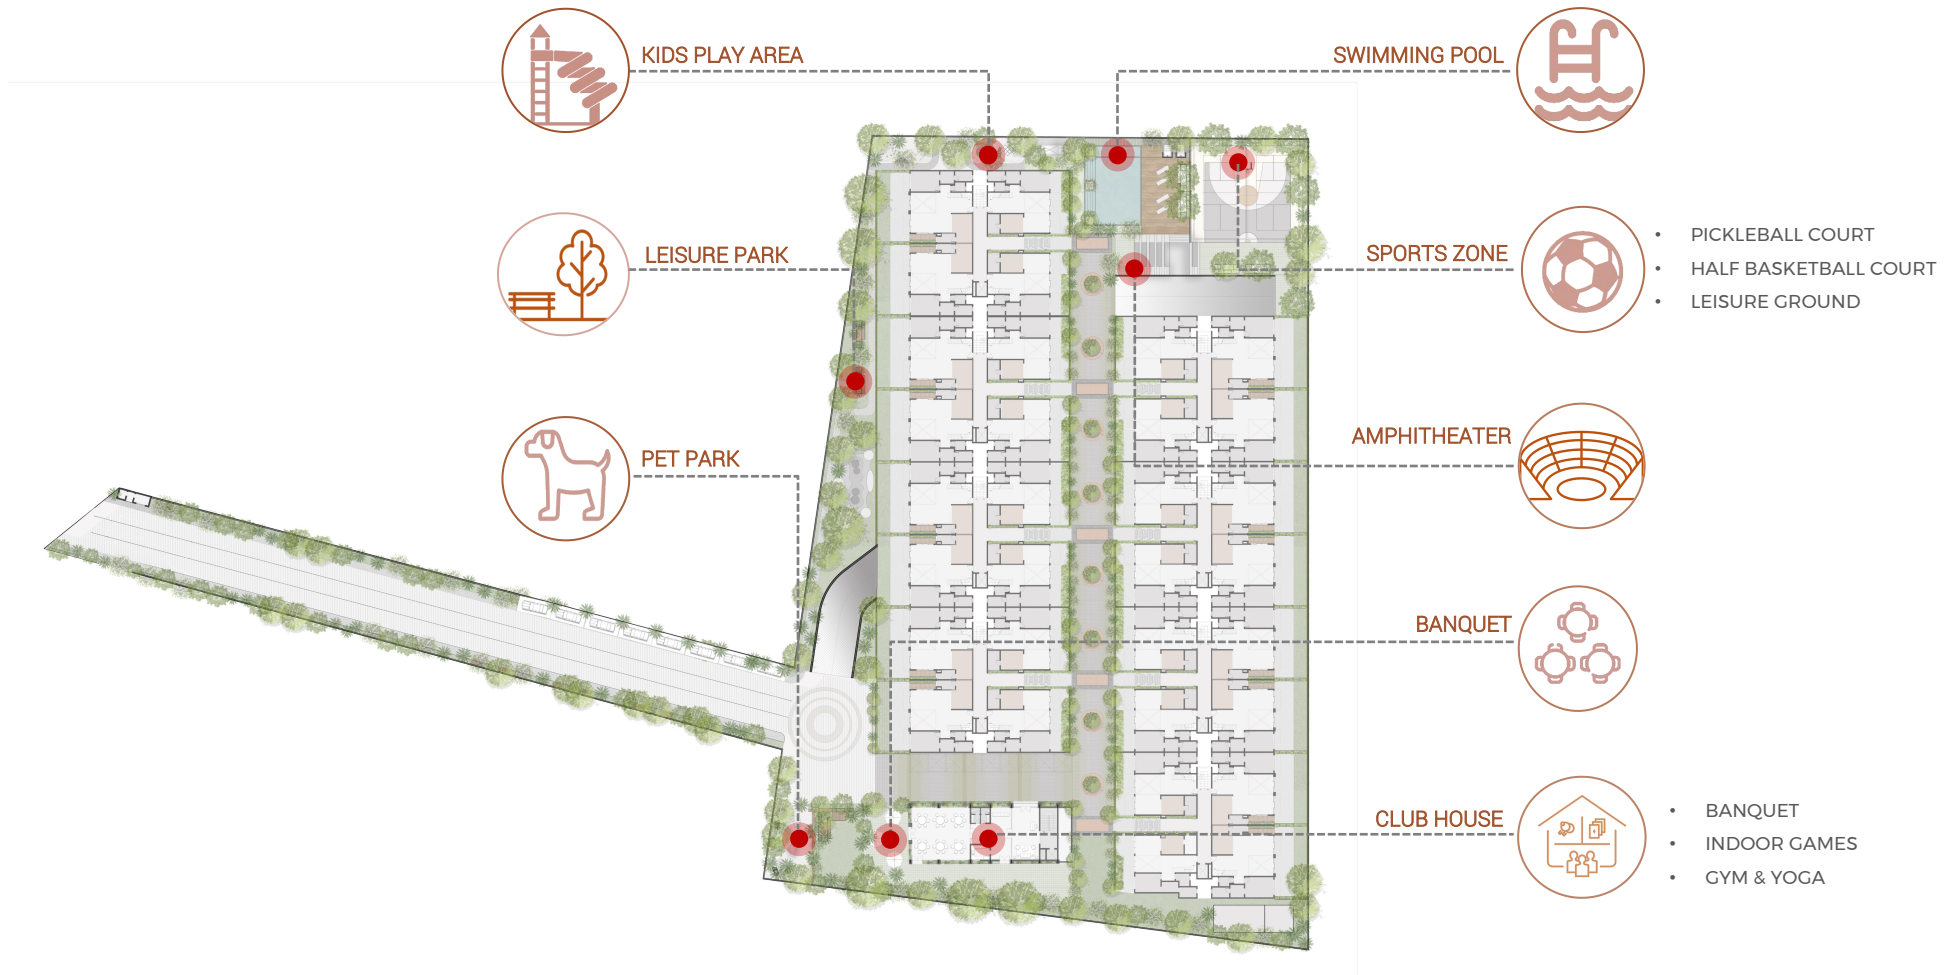 KIDS PLAY AREA
SWIMMING POOL
LEISURE PARK
SPORTS ZONE
• PICKLEBALL COURT
• HALF BASKETBALL COURT
• LEISURE GROUND
PET PARK
AMPHITHEATER
BANQUET
CLUB HOUSE
• BANQUET
• INDOOR GAMES
• GYM & YOGA